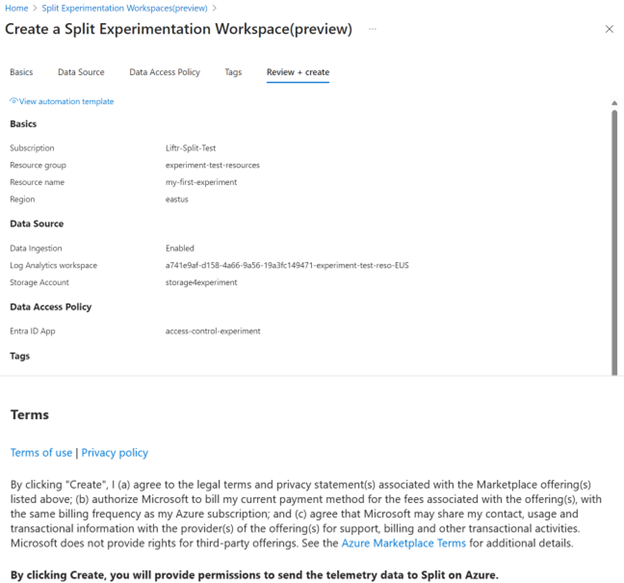 Home > Split Experimentation Workspaces(preview) >
Create a Split Experimentation Workspace(preview) ...
Basics Data Source Data Access Policy Tags Review + create
View automation template
Basics
Subscription Liftr-Split-Test
Resource group experiment-test-resources
Resource name my-first-experiment
Region eastus
Data Source
Data Ingestion Enabled
Log Analytics workspace a741e9af-d158-4a66-9a56-19a3fc149471-experiment-test-reso-EUS
Storage Account storage4experiment
Data Access Policy
Entra ID App access-control-experiment
Tags
Terms
Terms of use | Privacy policy
By clicking "Create", I (a) agree to the legal terms and privacy statement(s) associated with the Marketplace offering(s)
listed above; (b) authorize Microsoft to bill my current payment method for the fees associated with the offering(s), with
the same billing frequency as my Azure subscription; and (c) agree that Microsoft may share my contact, usage and
transactional information with the provider(s) of the offering(s) for support, billing and other transactional activities.
Microsoft does not provide rights for third-party offerings. See the Azure Marketplace Terms for additional details.
By clicking Create, you will provide permissions to send the telemetry data to Split on Azure.